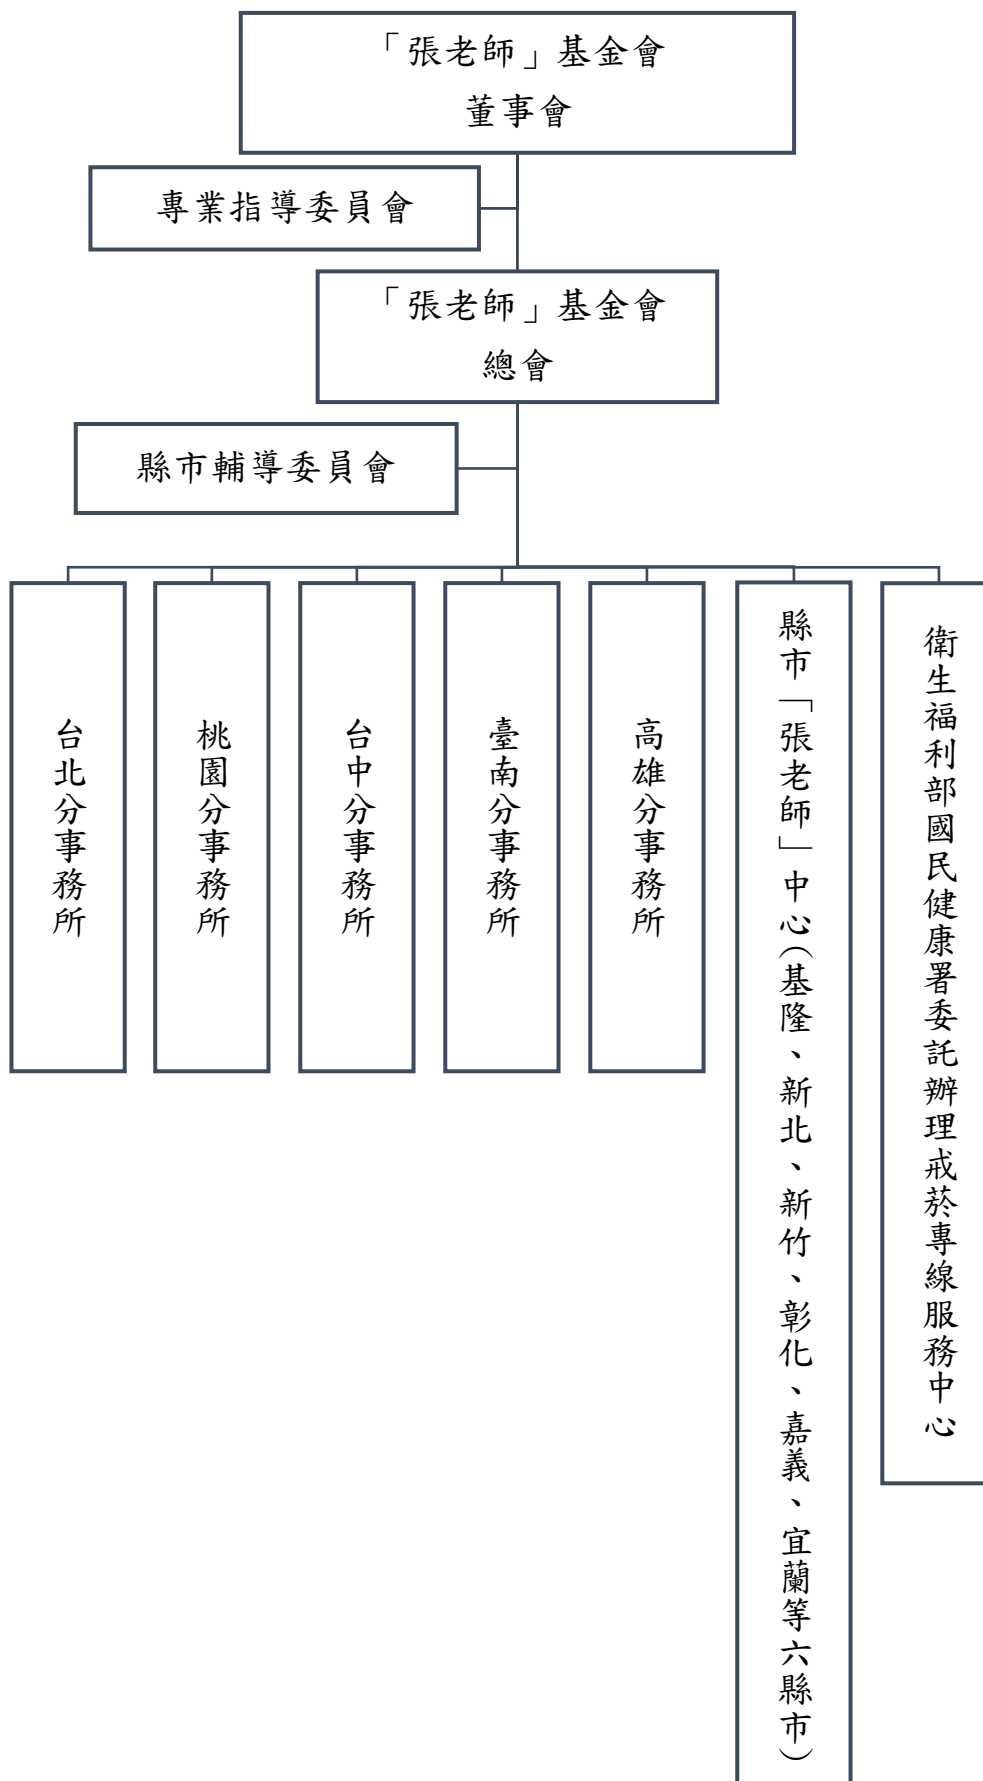 「張老師」基金會
董事會
專業指導委員會
「張老師」基金會
總會
縣市輔導委員會
台北分事務所
桃園分事務所
台中分事務所
臺南分事務所
高雄分事務所
縣市「張老師」中心(基隆、新北、新竹、彰化、嘉義、宜蘭等六縣市)
衛生福利部國民健康署委託辦理戒菸專線服務中心